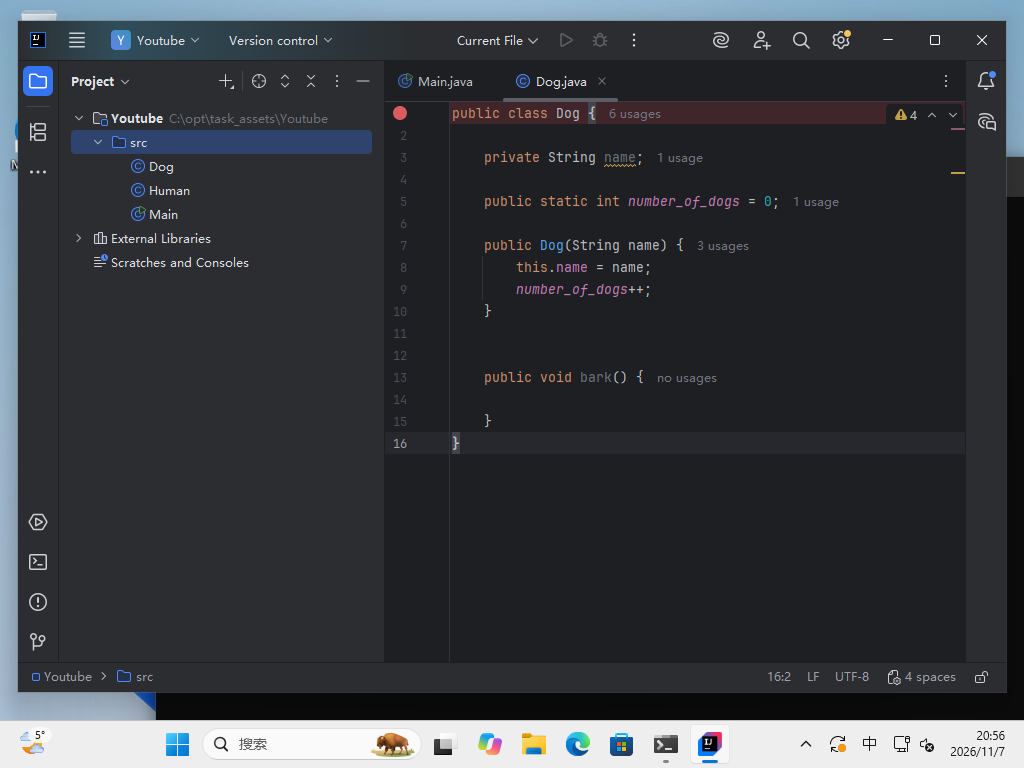 Y Youtube Version control Current File
Project
Main.java Dog.java
Youtube C:\opt\task_assets\Youtube
src
Dog
Human
Main
External Libraries
Scratches and Consoles
public class Dog { 6 usages
4
2
3 private String name; 1 usage
4
5 public static int number_of_dogs = 0; 1 usage
6
7 public Dog(String name) { 3 usages
8 this.name = name;
9 number_of_dogs++;
10 }
11
12
13 public void bark() { no usages
14
15 }
16 }
Youtube src 16:2 LF UTF-8 4 spaces
5° 搜索 中 20:56
2026/11/7